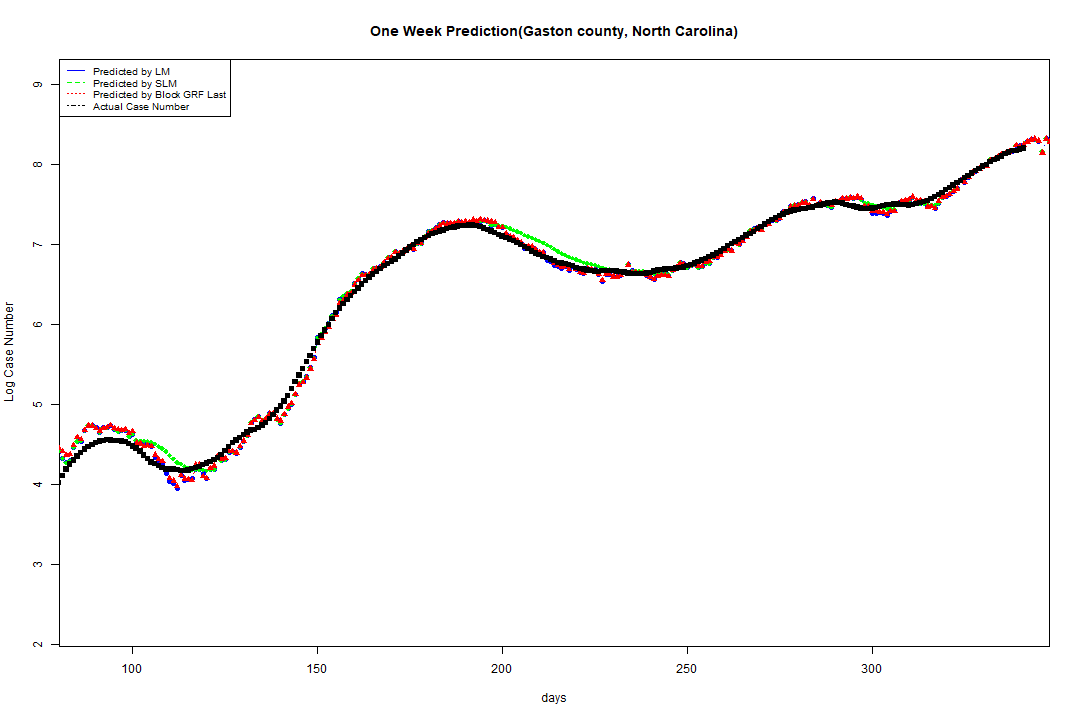 One Week Prediction(Gaston county, North Carolina)
Predicted by LM
Predicted by SLM
Predicted by Block GRF Last
Actual Case Number
9
8
7
6
5
4
3
2
Log Case Number
100 150 200 250 300
days